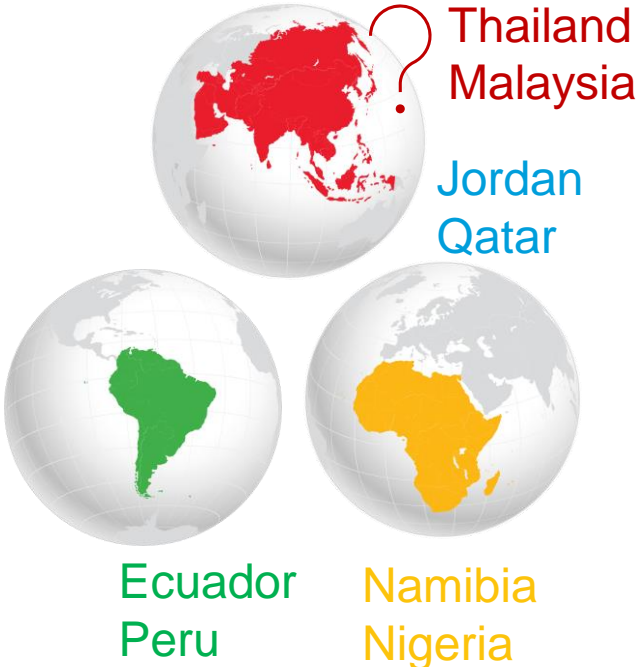 ?
Thailand
Malaysia
Jordan
Qatar
Ecuador
Peru
Namibia
Nigeria